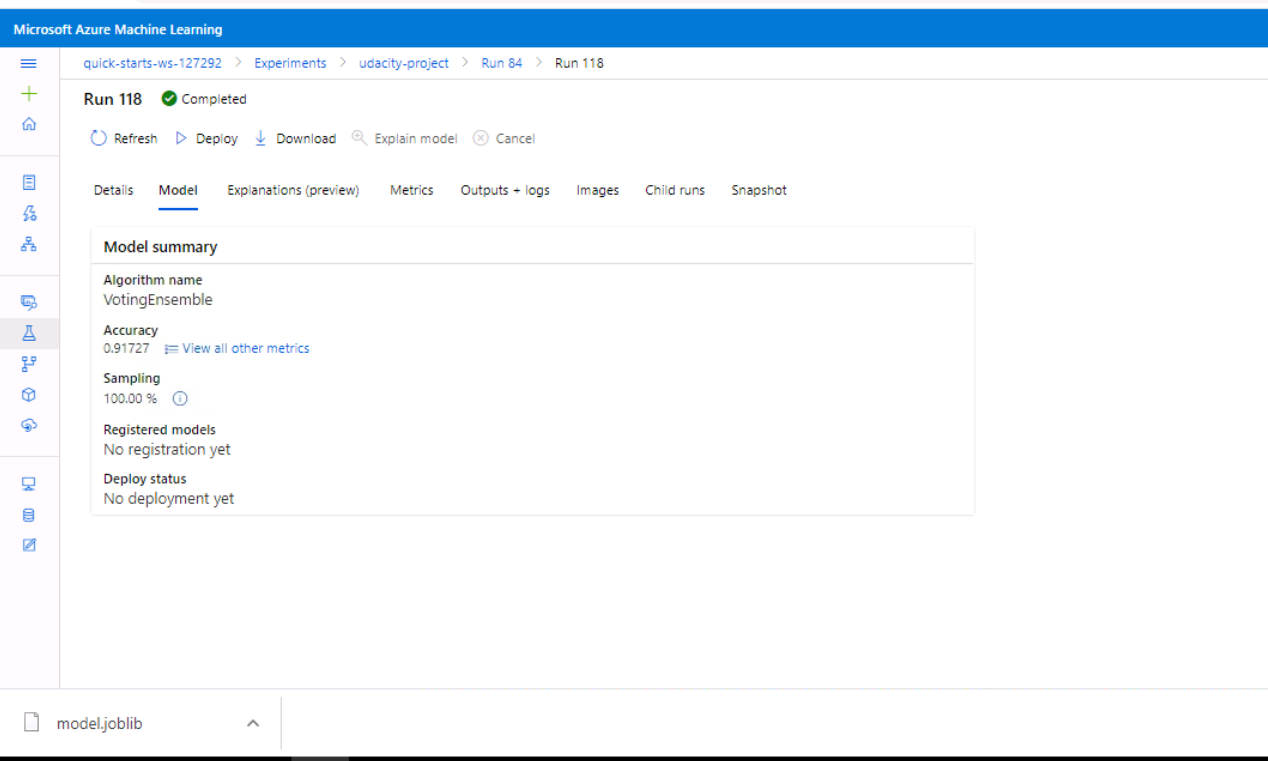 Microsoft Azure Machine Learning
quick-starts-ws-127292 > Experiments > udacity-project > Run 84 > Run 118
Run 118 Completed
Refresh Deploy Download Explain model Cancel
Details Model Explanations (preview) Metrics Outputs + logs Images Child runs Snapshot
Model summary
Algorithm name
VotingEnsemble
Accuracy
0.91727 View all other metrics
Sampling
100.00 %
Registered models
No registration yet
Deploy status
No deployment yet
model.joblib